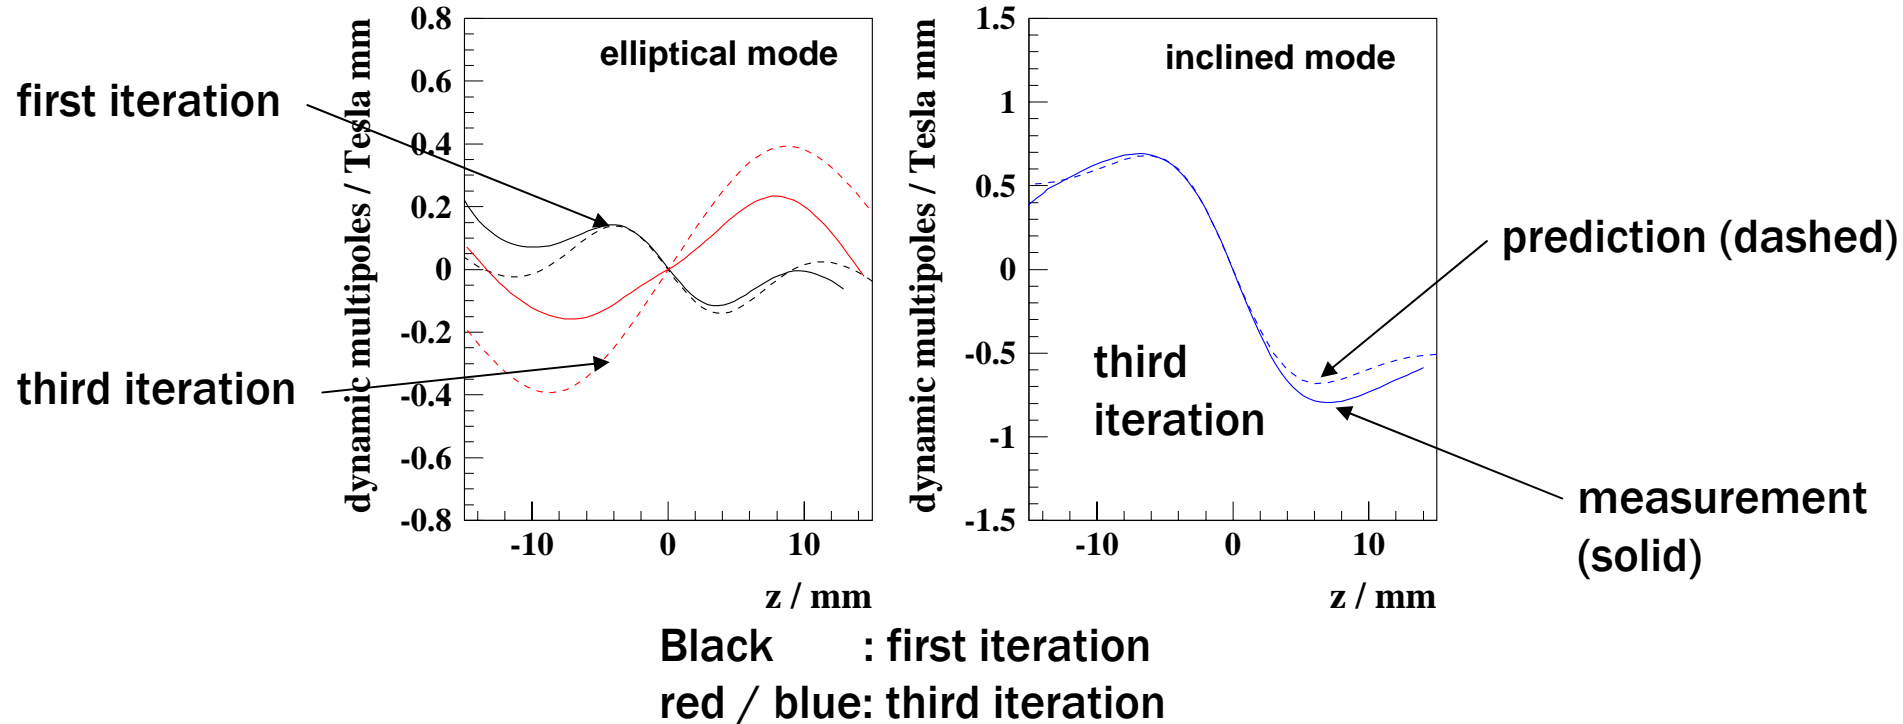 elliptical mode
inclined mode
first iteration
third iteration
dynamic multipoles / Tesla mm
0.8
0.6
0.4
0.2
0
-0.2
-0.4
-0.6
-0.8
-10
0
10
z / mm
dynamic multipoles / Tesla mm
1.5
1
0.5
0
-0.5
-1
-1.5
-10
0
10
z / mm
third
iteration
prediction (dashed)
measurement
(solid)
Black : first iteration
red / blue: third iteration